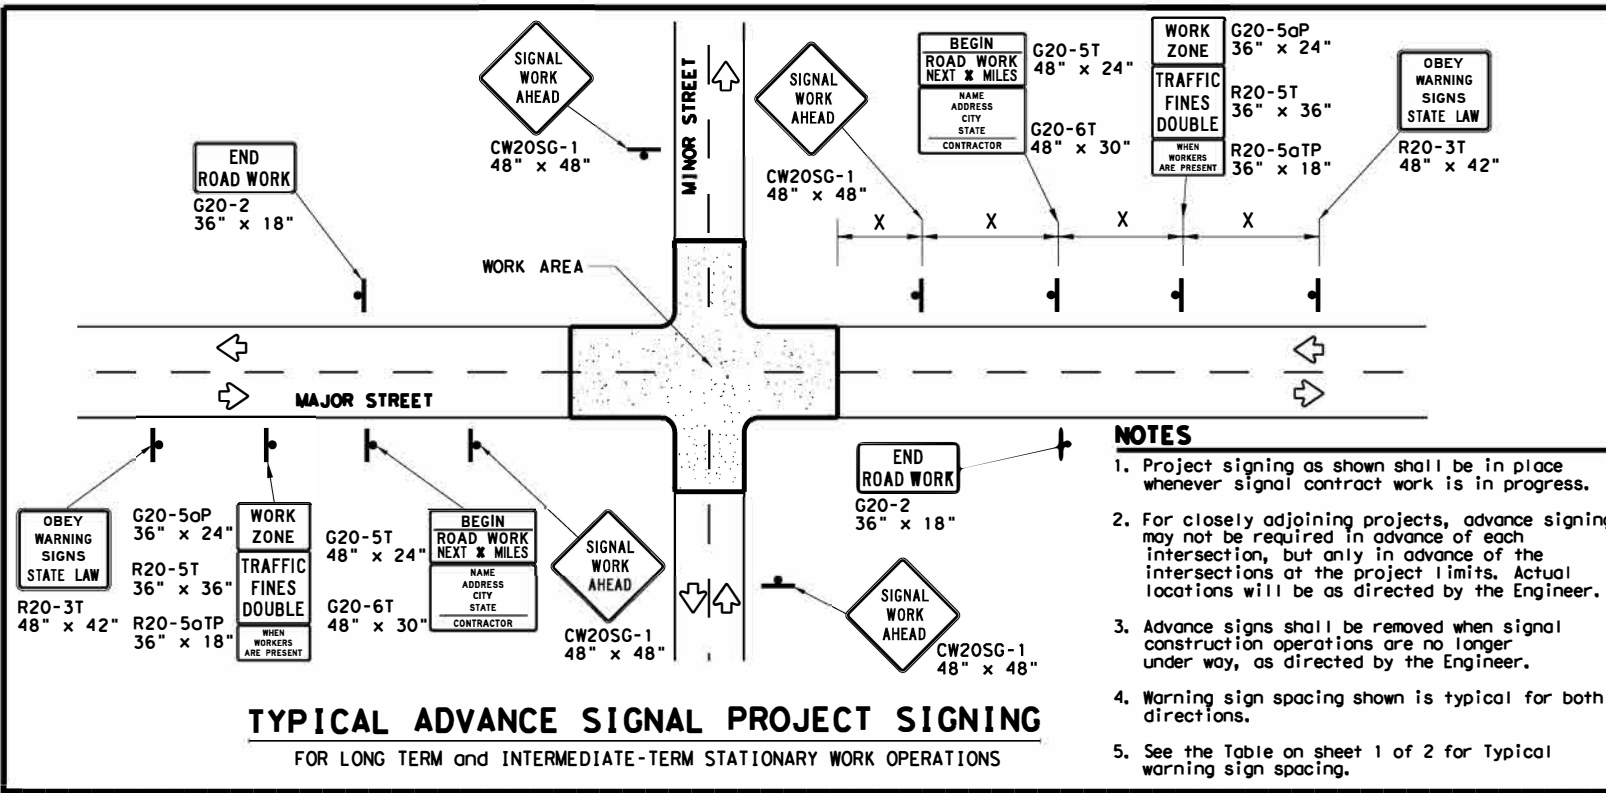 SIGNAL
WORK
AHEAD
CW20SG-1
48" x 48"
END
ROAD WORK
G20-2
36" x 18"
MINOR STREET
SIGNAL
WORK
AHEAD
CW20SG-1
48" x 48"
BEGIN
ROAD WORK
NEXT X MILES
NAME
ADDRESS
CITY
STATE
CONTRACTOR
G20-5T
48" x 24"
G20-6T
48" x 30"
WORK
ZONE
TRAFFIC
FINES
DOUBLE
WHEN
WORKERS
ARE PRESENT
G20-5aP
36" x 24"
R20-5T
36" x 36"
R20-5aTP
36" x 18"
OBEY
WARNING
SIGNS
STATE LAW
R20-3T
48" x 42"
X
X
X
X
WORK AREA
MAJOR STREET
OBEY
WARNING
SIGNS
STATE LAW
R20-3T
48" x 42"
G20-5aP
36" x 24"
R20-5T
36" x 36"
R20-5aTP
36" x 18"
WORK
ZONE
TRAFFIC
FINES
DOUBLE
WHEN
WORKERS
ARE PRESENT
G20-5T
48" x 24"
G20-6T
48" x 30"
BEGIN
ROAD WORK
NEXT X MILES
NAME
ADDRESS
CITY
STATE
CONTRACTOR
SIGNAL
WORK
AHEAD
CW20SG-1
48" x 48"
END
ROAD WORK
G20-2
36" x 18"
SIGNAL
WORK
AHEAD
CW20SG-1
48" x 48"
TYPICAL ADVANCE SIGNAL PROJECT SIGNING
FOR LONG TERM and INTERMEDIATE-TERM STATIONARY WORK OPERATIONS
NOTES
1. Project signing as shown shall be in place
whenever signal contract work is in progress.
2. For closely adjoining projects, advance signing
may not be required in advance of each
intersection, but only in advance of the
intersections at the project limits. Actual
locations will be as directed by the Engineer.
3. Advance signs shall be removed when signal
construction operations are no longer
under way, as directed by the Engineer.
4. Warning sign spacing shown is typical for both
directions.
5. See the Table on sheet 1 of 2 for Typical
warning sign spacing.